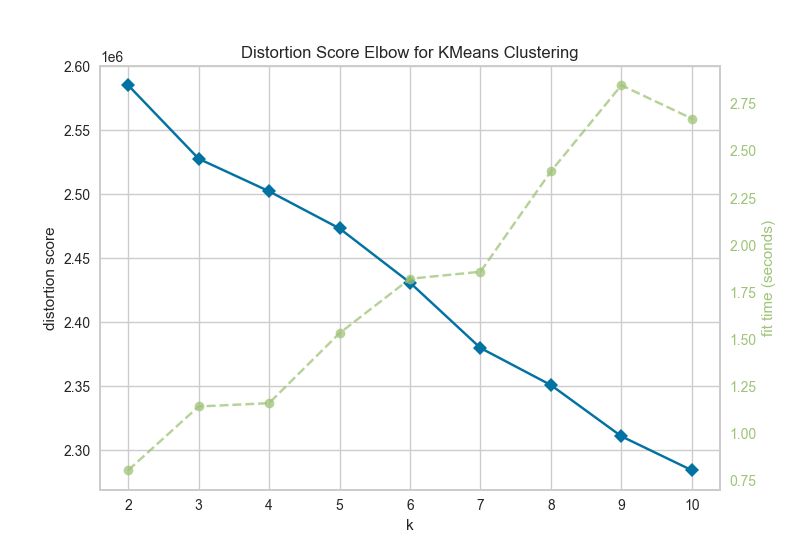 Distortion Score Elbow for KMeans Clustering
1e6
2.60
2.55
2.50
2.45
2.40
2.35
2.30
distortion score
2.75
2.50
2.25
2.00
1.75
1.50
1.25
1.00
0.75
fit time (seconds)
2 3 4 5 6 7 8 9 10
k